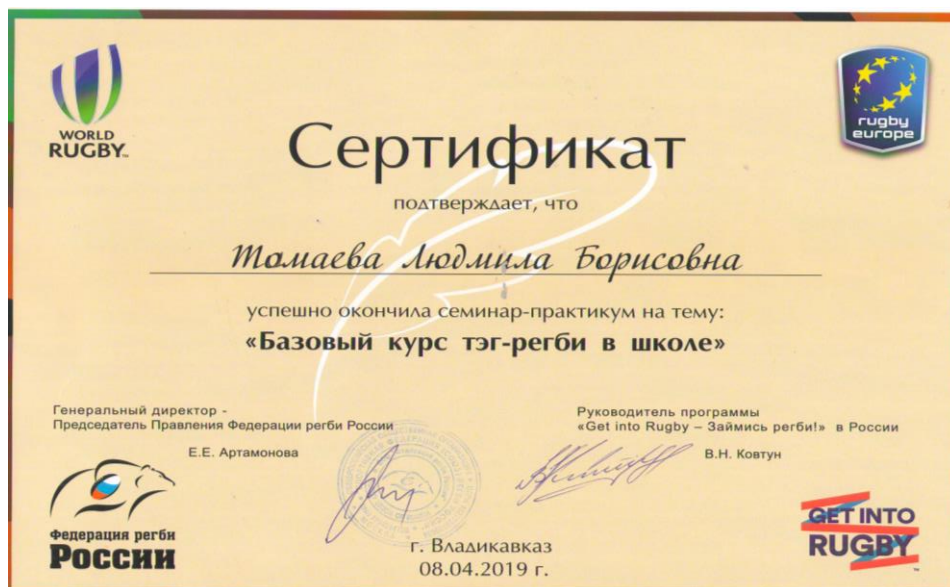 WORLD
RUGBY™
rugby
europe
Сертификат
подтверждает, что
Томаева Людмила Борисовна
успешно окончила семинар-практикум на тему:
«Базовый курс тэг-регби в школе»
Генеральный директор -
Председатель Правления Федерации регби России
Е.Е. Артамонова
Руководитель программы
«Get into Rugby – Займись регби!» в России
В.Н. Ковтун
Федерация регби
России
г. Владикавказ
08.04.2019 г.
GET INTO
RUGBY™